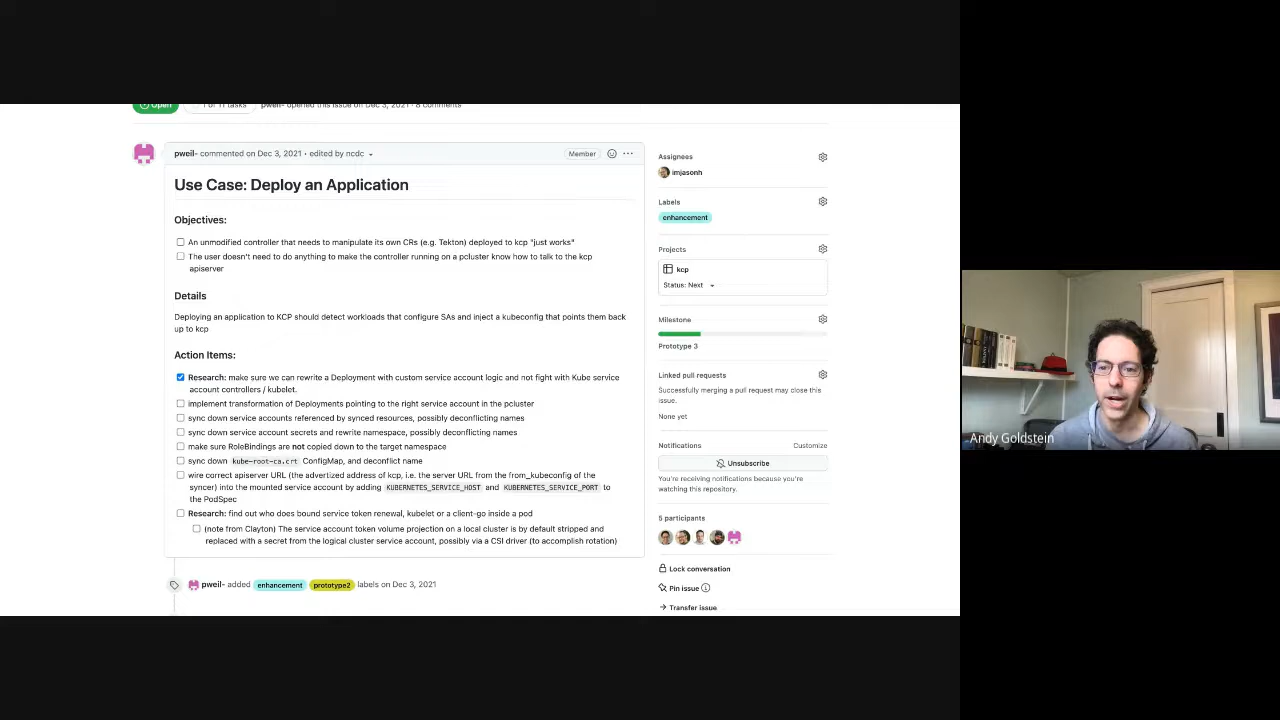 Open
1 of 11 tasks
pweil- opened this issue on Dec 3, 2021 · 8 comments
pweil- commented on Dec 3, 2021 • edited by ncdc
Member
Use Case: Deploy an Application
Objectives:
An unmodified controller that needs to manipulate its own CRs (e.g. Tekton) deployed to kcp "just works"
The user doesn't need to do anything to make the controller running on a pcluster know how to talk to the kcp
apiserver
Details
Deploying an application to KCP should detect workloads that configure SAs and inject a kubeconfig that points them back
up to kcp
Action Items:
Research: make sure we can rewrite a Deployment with custom service account logic and not fight with Kube service
account controllers / kubelet.
implement transformation of Deployments pointing to the right service account in the pcluster
sync down service accounts referenced by synced resources, possibly deconflicting names
sync down service account secrets and rewrite namespace, possibly deconflicting names
make sure RoleBindings are not copied down to the target namespace
sync down kube-root-ca.crt ConfigMap, and deconflict name
wire correct apiserver URL (the advertized address of kcp, i.e. the server URL from the from_kubeconfig of the
syncer) into the mounted service account by adding KUBERNETES_SERVICE_HOST and KUBERNETES_SERVICE_PORT to
the PodSpec
Research: find out who does bound service token renewal, kubelet or a client-go inside a pod
(note from Clayton) The service account token volume projection on a local cluster is by default stripped and
replaced with a secret from the logical cluster service account, possibly via a CSI driver (to accomplish rotation)
pweil- added enhancement prototype2 labels on Dec 3, 2021
Assignees
imjasonh
Labels
enhancement
Projects
kcp
Status: Next
Milestone
Prototype 3
Linked pull requests
Successfully merging a pull request may close this
issue.
None yet
Notifications
Customize
Unsubscribe
You're receiving notifications because you're
watching this repository.
5 participants
Lock conversation
Pin issue
Transfer issue
Andy Goldstein